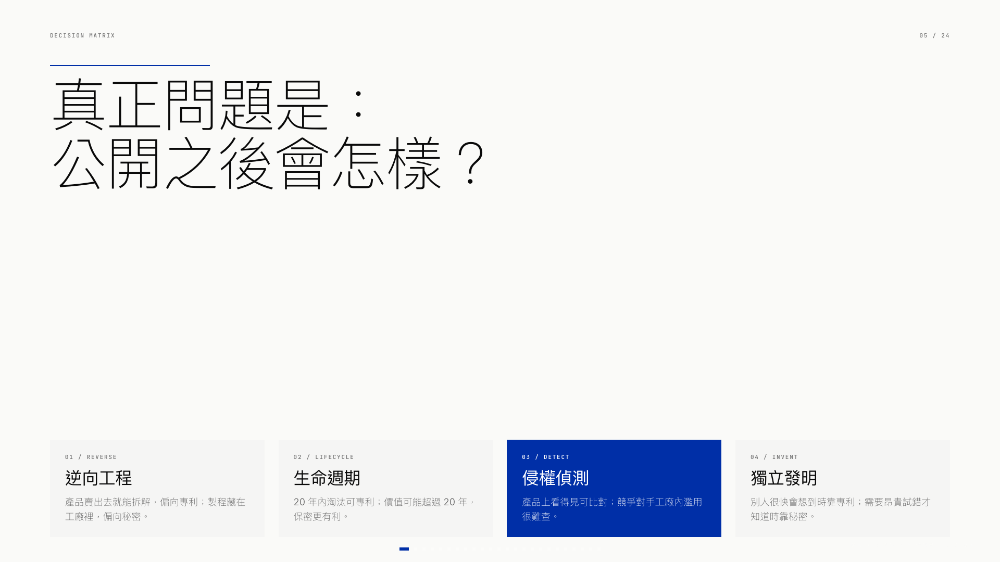 DECISION MATRIX
05 / 24
真正問題是：
公開之後會怎樣？
01 / REVERSE
逆向工程
產品賣出去就能拆解，偏向專利；製程藏在
工廠裡，偏向秘密。
02 / LIFECYCLE
生命週期
20 年內淘汰可專利；價值可能超過 20 年，
保密更有利。
03 / DETECT
侵權偵測
產品上看得見可比對；競爭對手工廠內濫用
很難查。
04 / INVENT
獨立發明
別人很快會想到時靠專利；需要昂貴試錯才
知道時靠秘密。